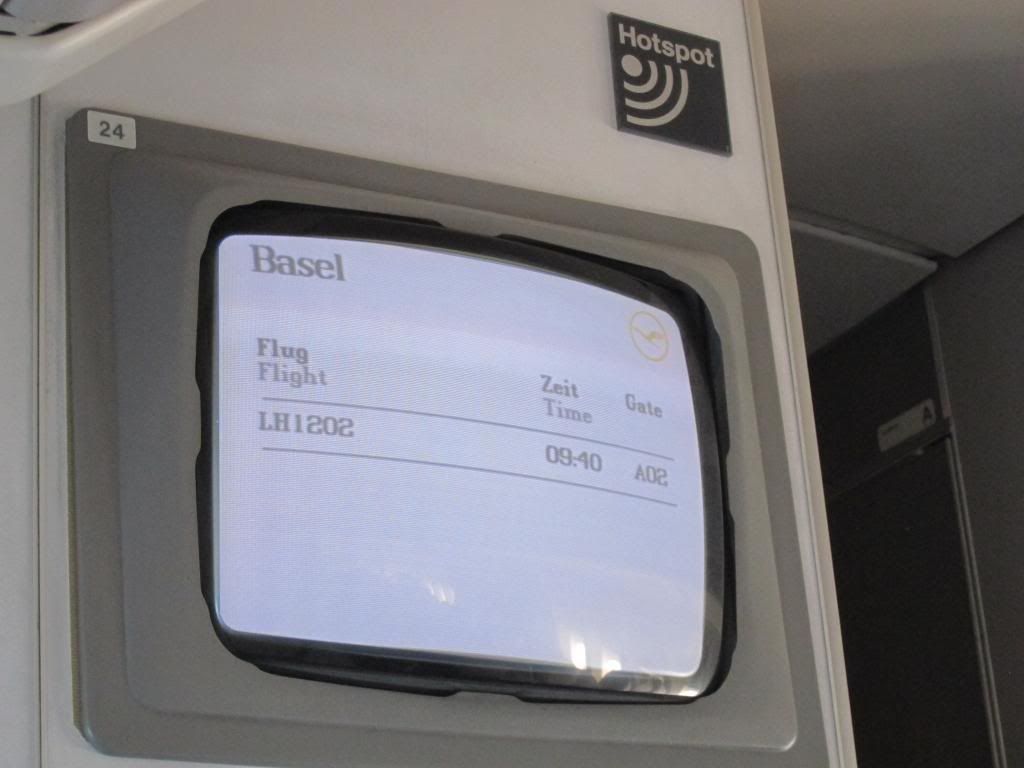 Hotspot
24
Basel
Flug
Flight
Zeit
Time
Gate
LH1202
09:40
A02
A